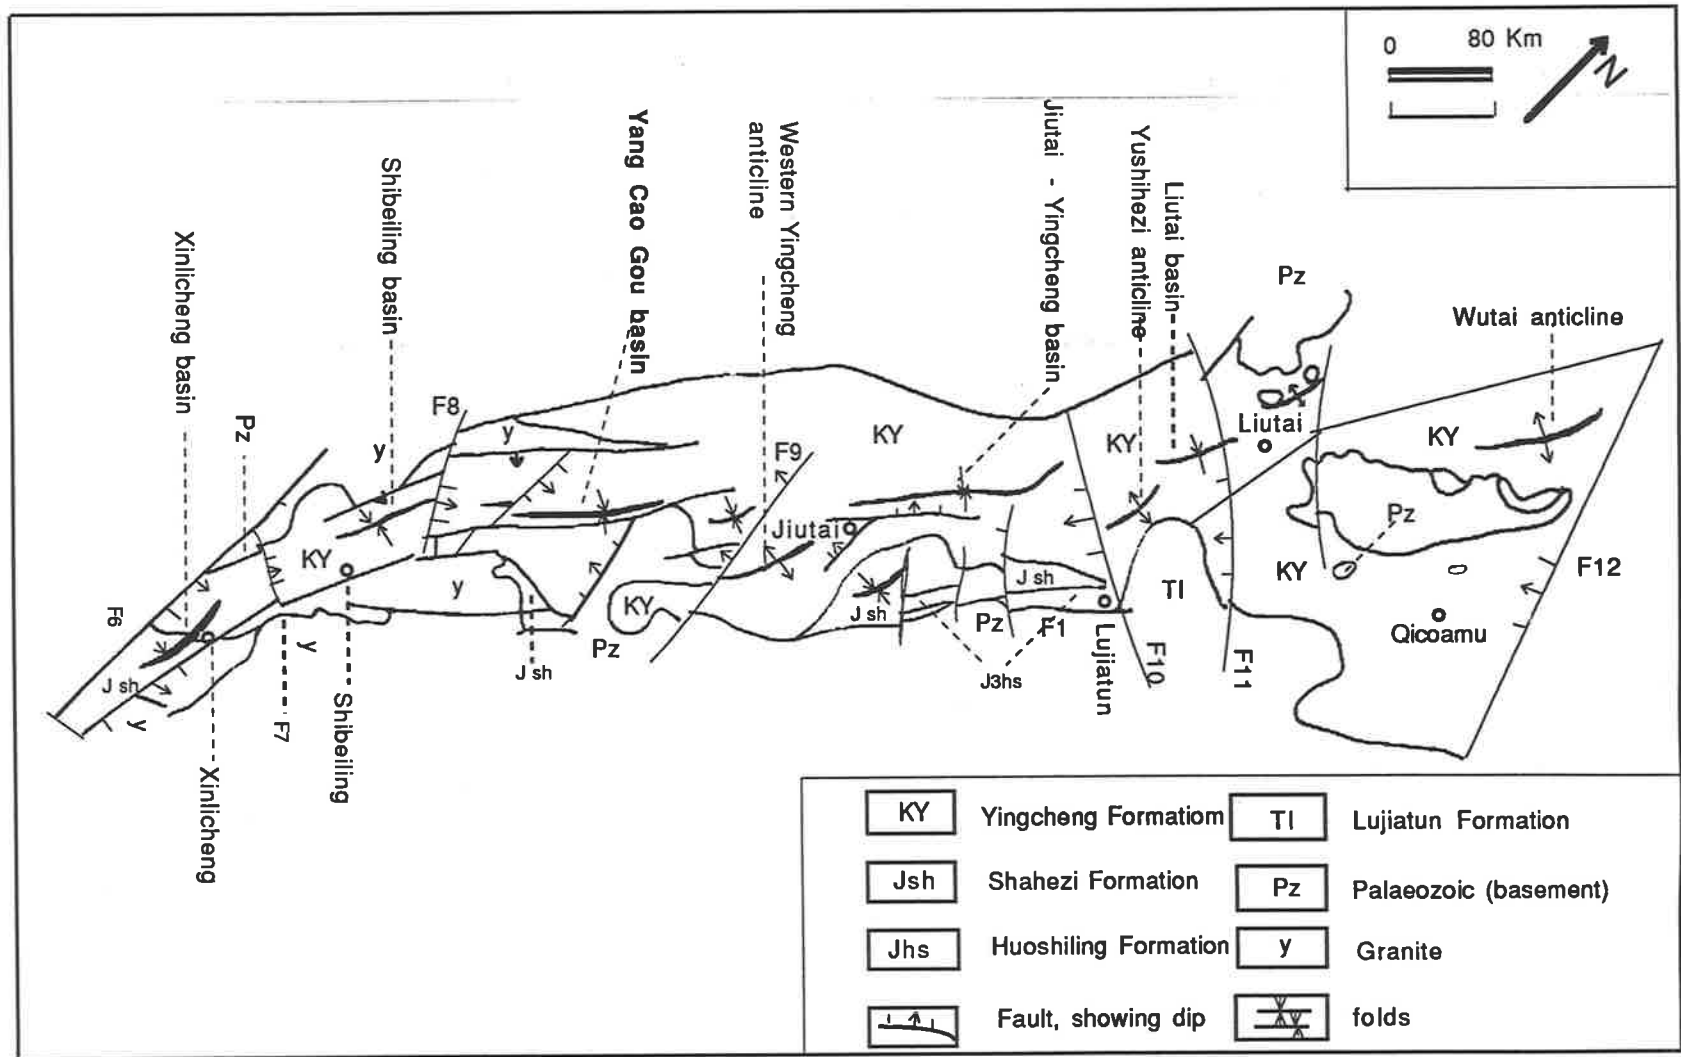 0 80 Km
N
Xinlicheng basin
Pz
Shibeiling basin
Yang Cao Gou basin
Western Yingcheng
anticline
Jiutai - Yingcheng basin
Yushihezi anticline
Liutai basin
Pz
Wutai anticline
F8
y
y
KY
F9
KY
Liutai
KY
Jiutai
Pz
KY
F6
y
KY
J sh
Tl
KY
F12
J sh
y
J sh
Pz
J sh
Pz
F1
Lujiatun
F10
F11
Qicoamu
J3hs
y
F7
Shibeiling
Xinlicheng
KY Yingcheng Formatiom
Tl Lujiatun Formation
Jsh Shahezi Formation
Pz Palaeozoic (basement)
Jhs Huoshiling Formation
y Granite
Fault, showing dip
folds